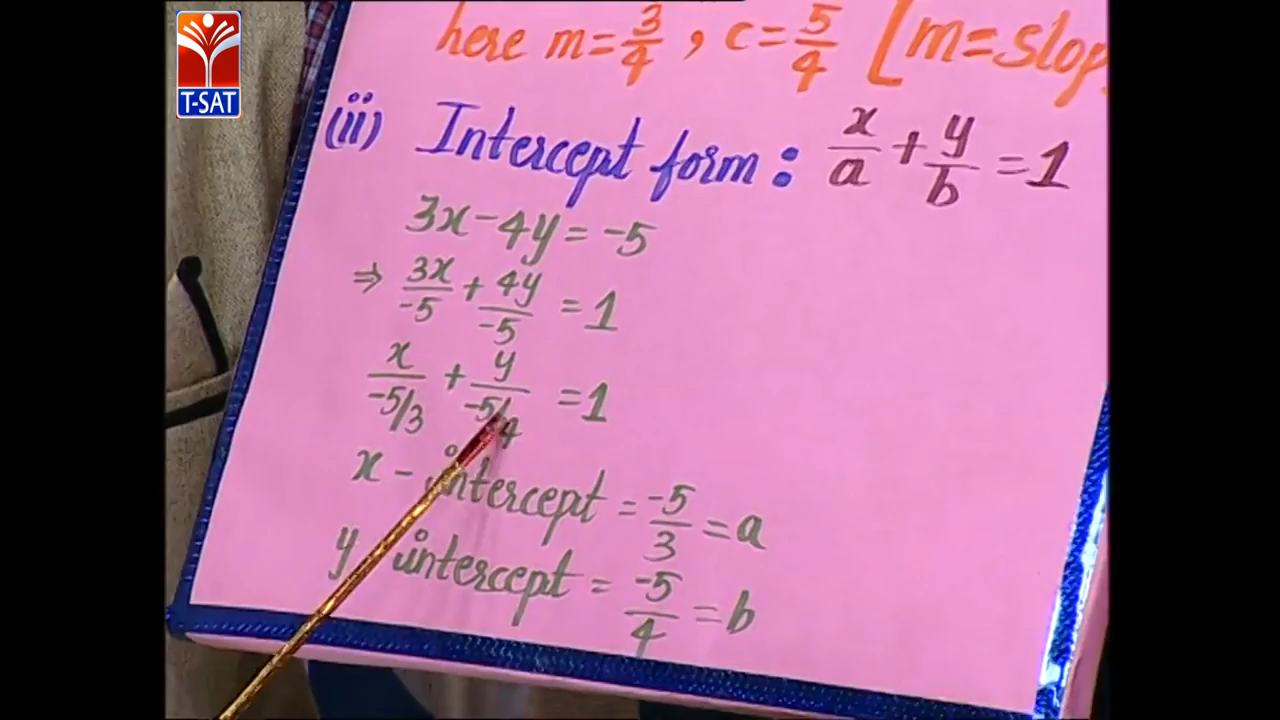 T-SAT
here m=3/4, c=5/4 [m=slop
(ii) Intercept form: x/a + y/b = 1
3x-4y=-5
⇒ 3x/-5 + 4y/-5 = 1
x/-5/3 + y/-5/4 = 1
x-intercept = -5/3 = a
y intercept = -5/4 = b